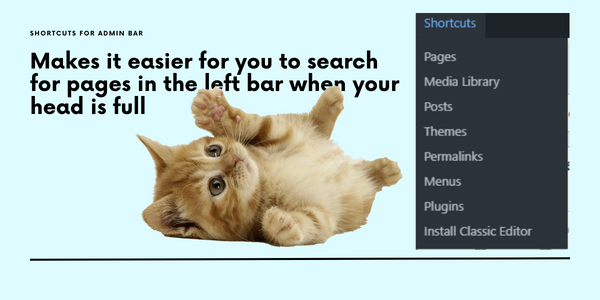 SHORTCUTS FOR ADMIN BAR
Makes it easier for you to search
for pages in the left bar when your
head is full
Shortcuts
Pages
Media Library
Posts
Themes
Permalinks
Menus
Plugins
Install Classic Editor